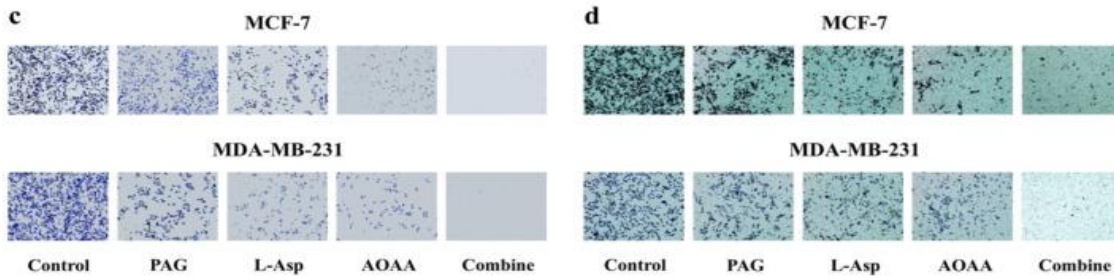 c
MCF-7
MDA-MB-231
Control PAG L-Asp AOAA Combine
d
MCF-7
MDA-MB-231
Control PAG L-Asp AOAA Combine